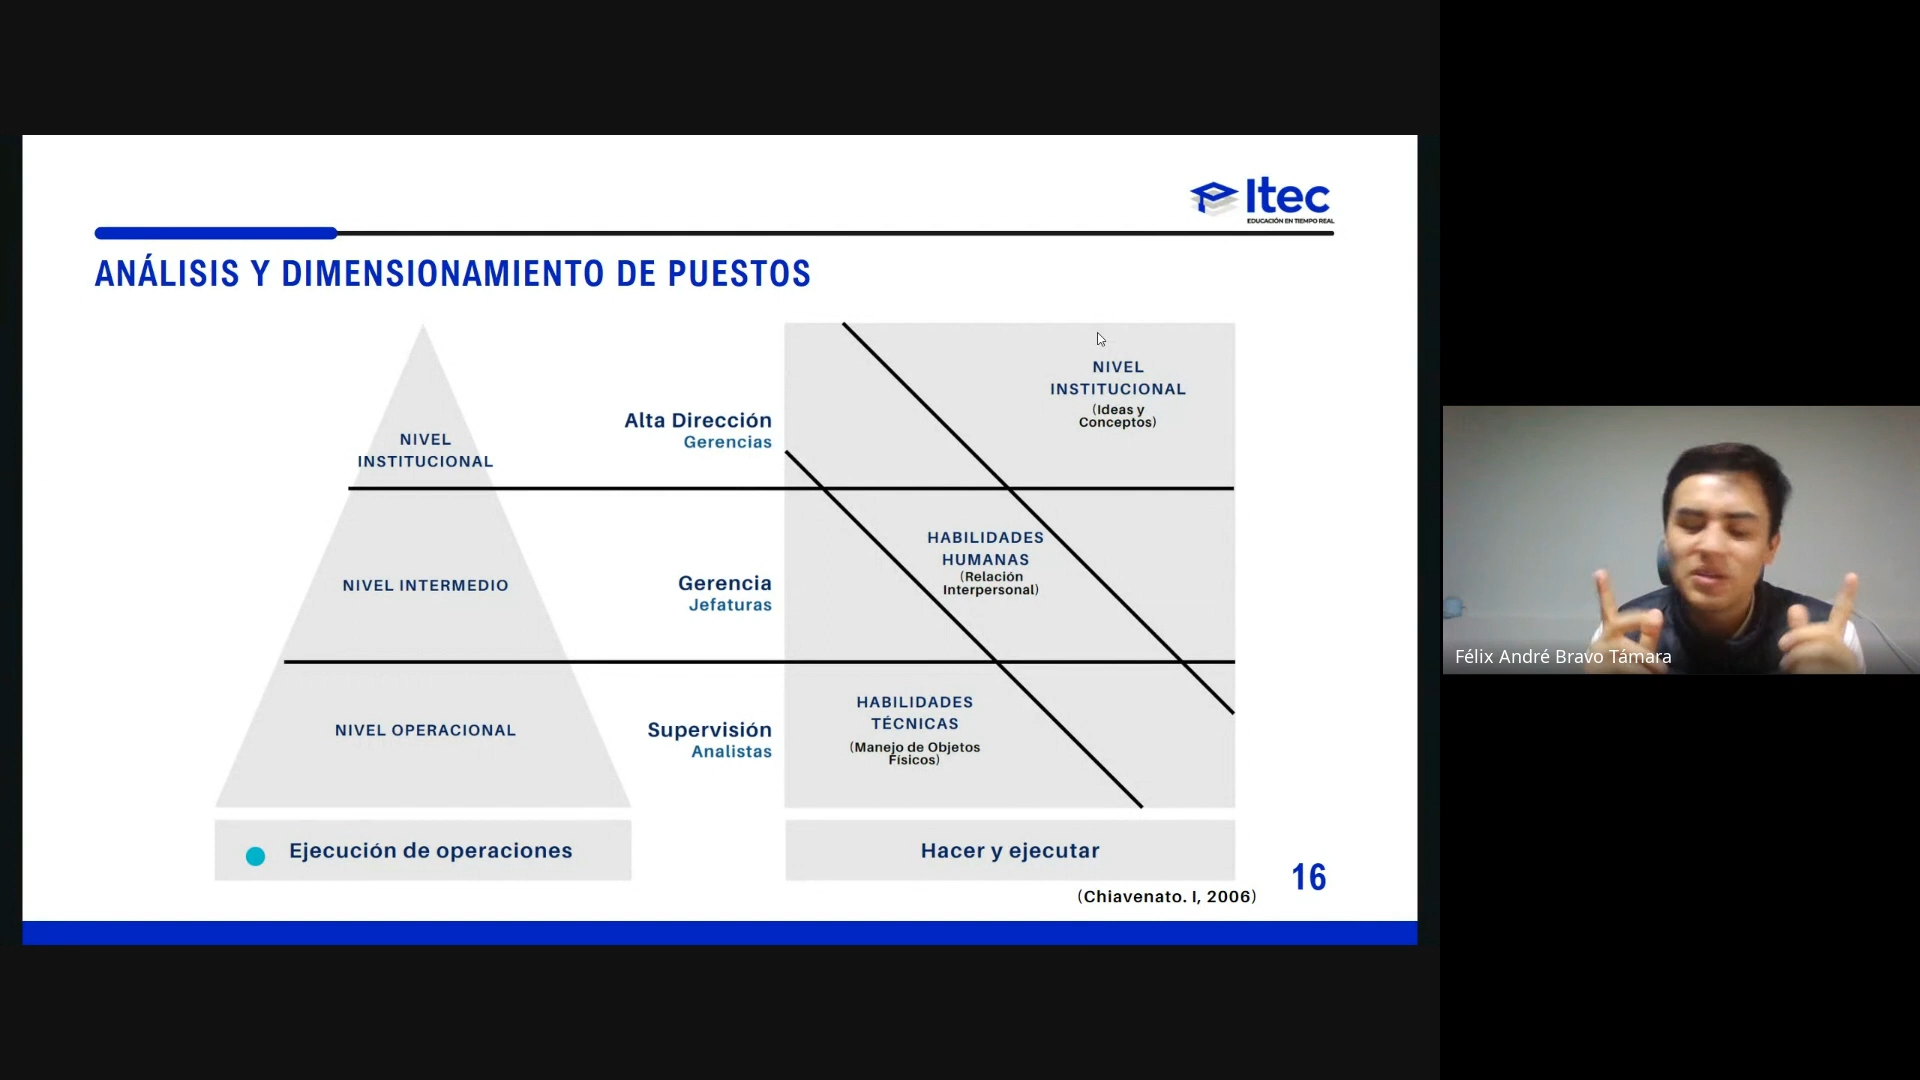 Itec
EDUCACIÓN EN TIEMPO REAL
ANÁLISIS Y DIMENSIONAMIENTO DE PUESTOS
NIVEL
INSTITUCIONAL
NIVEL INTERMEDIO
NIVEL OPERACIONAL
Ejecución de operaciones
Alta Dirección
Gerencias
Gerencia
Jefaturas
Supervisión
Analistas
NIVEL
INSTITUCIONAL
(Ideas y
Conceptos)
HABILIDADES
HUMANAS
(Relación
Interpersonal)
HABILIDADES
TÉCNICAS
(Manejo de Objetos
Físicos)
Hacer y ejecutar
(Chiavenato. I, 2006)
16
Félix André Bravo Támara